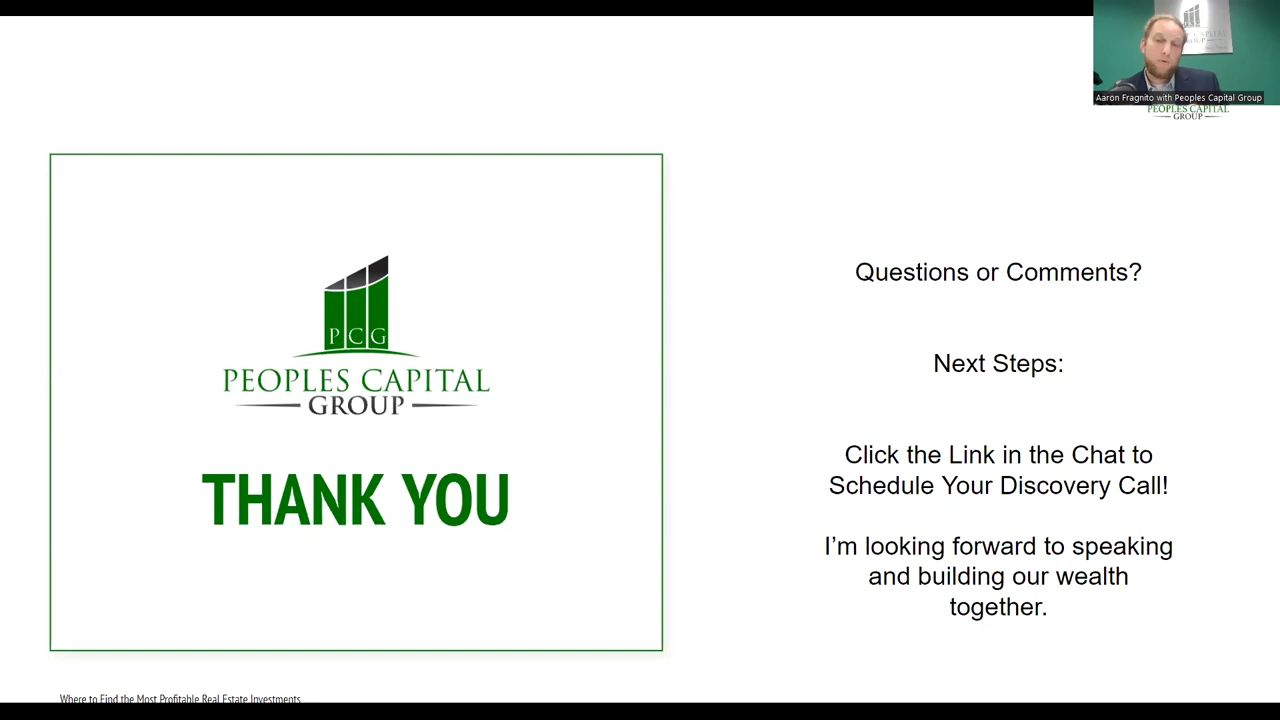 Aaron Fragnito with Peoples Capital Group
PEOPLES CAPITAL
GROUP
PCG
PEOPLES CAPITAL
GROUP
THANK YOU
Questions or Comments?
Next Steps:
Click the Link in the Chat to
Schedule Your Discovery Call!
I'm looking forward to speaking
and building our wealth
together.
Where to Find the Most Profitable Real Estate Investments